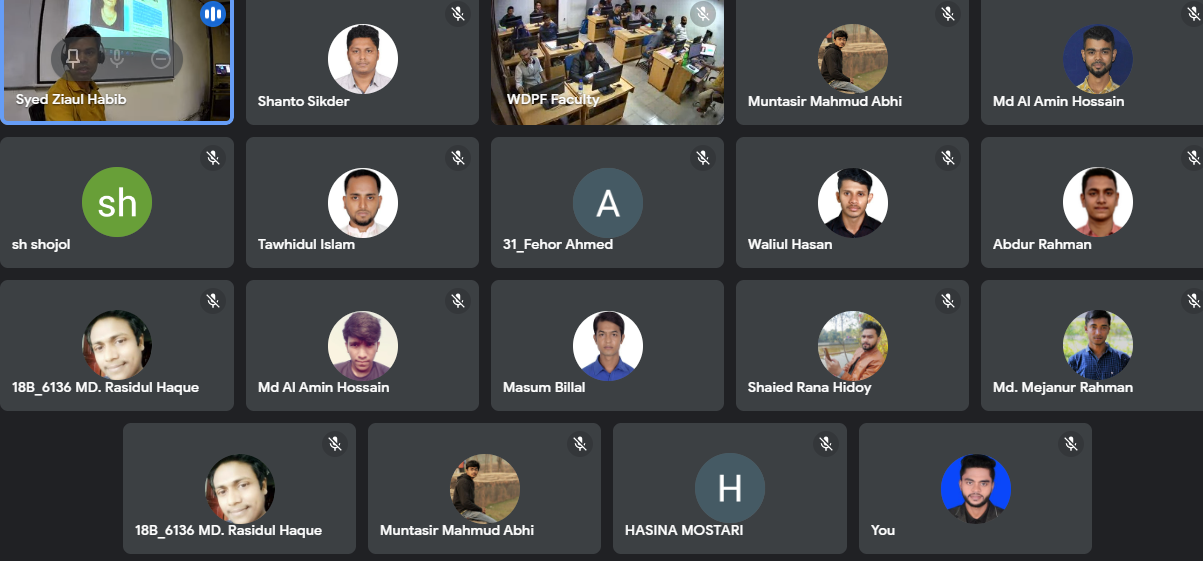 Syed Ziaul Habib
Shanto Sikder
WDPF Faculty
Muntasir Mahmud Abhi
Md Al Amin Hossain
sh
sh shojol
Tawhidul Islam
A
31_Fehor Ahmed
Waliul Hasan
Abdur Rahman
18B_6136 MD. Rasidul Haque
Md Al Amin Hossain
Masum Billal
Shaied Rana Hidoy
Md. Mejanur Rahman
18B_6136 MD. Rasidul Haque
Muntasir Mahmud Abhi
H
HASINA MOSTARI
You